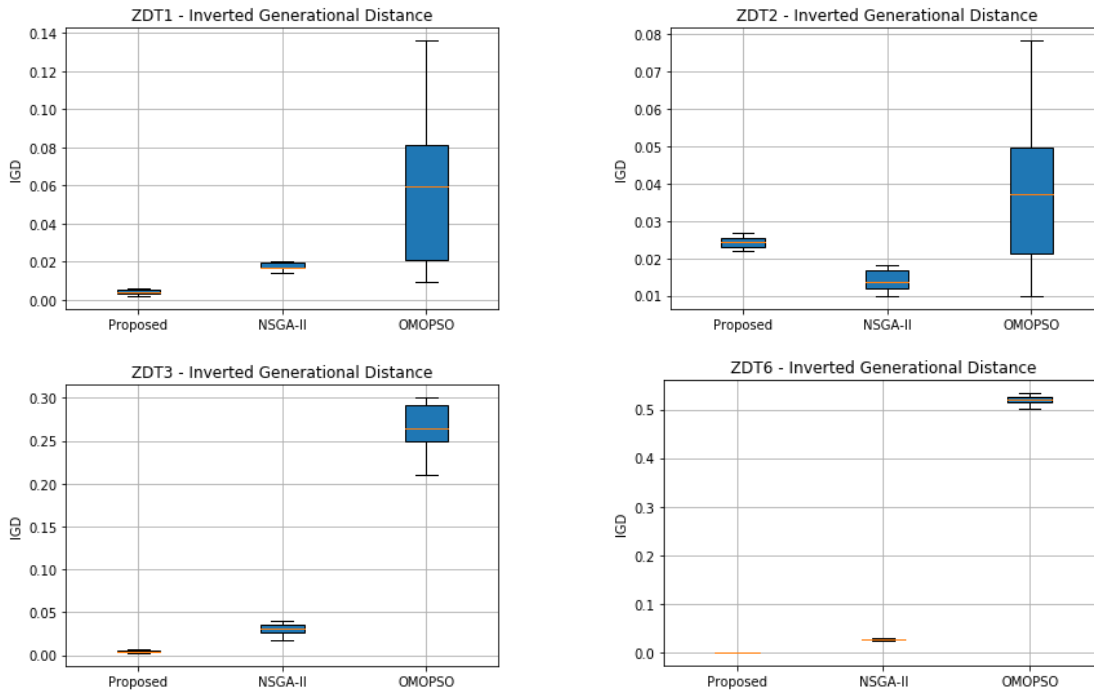 ZDT1 - Inverted Generational Distance
0.14
0.12
0.10
0.08
0.06
0.04
0.02
0.00
IGD
Proposed NSGA-II OMOPSO
ZDT2 - Inverted Generational Distance
0.08
0.07
0.06
0.05
0.04
0.03
0.02
0.01
IGD
Proposed NSGA-II OMOPSO
ZDT3 - Inverted Generational Distance
0.30
0.25
0.20
0.15
0.10
0.05
0.00
IGD
Proposed NSGA-II OMOPSO
ZDT6 - Inverted Generational Distance
0.5
0.4
0.3
0.2
0.1
0.0
IGD
Proposed NSGA-II OMOPSO